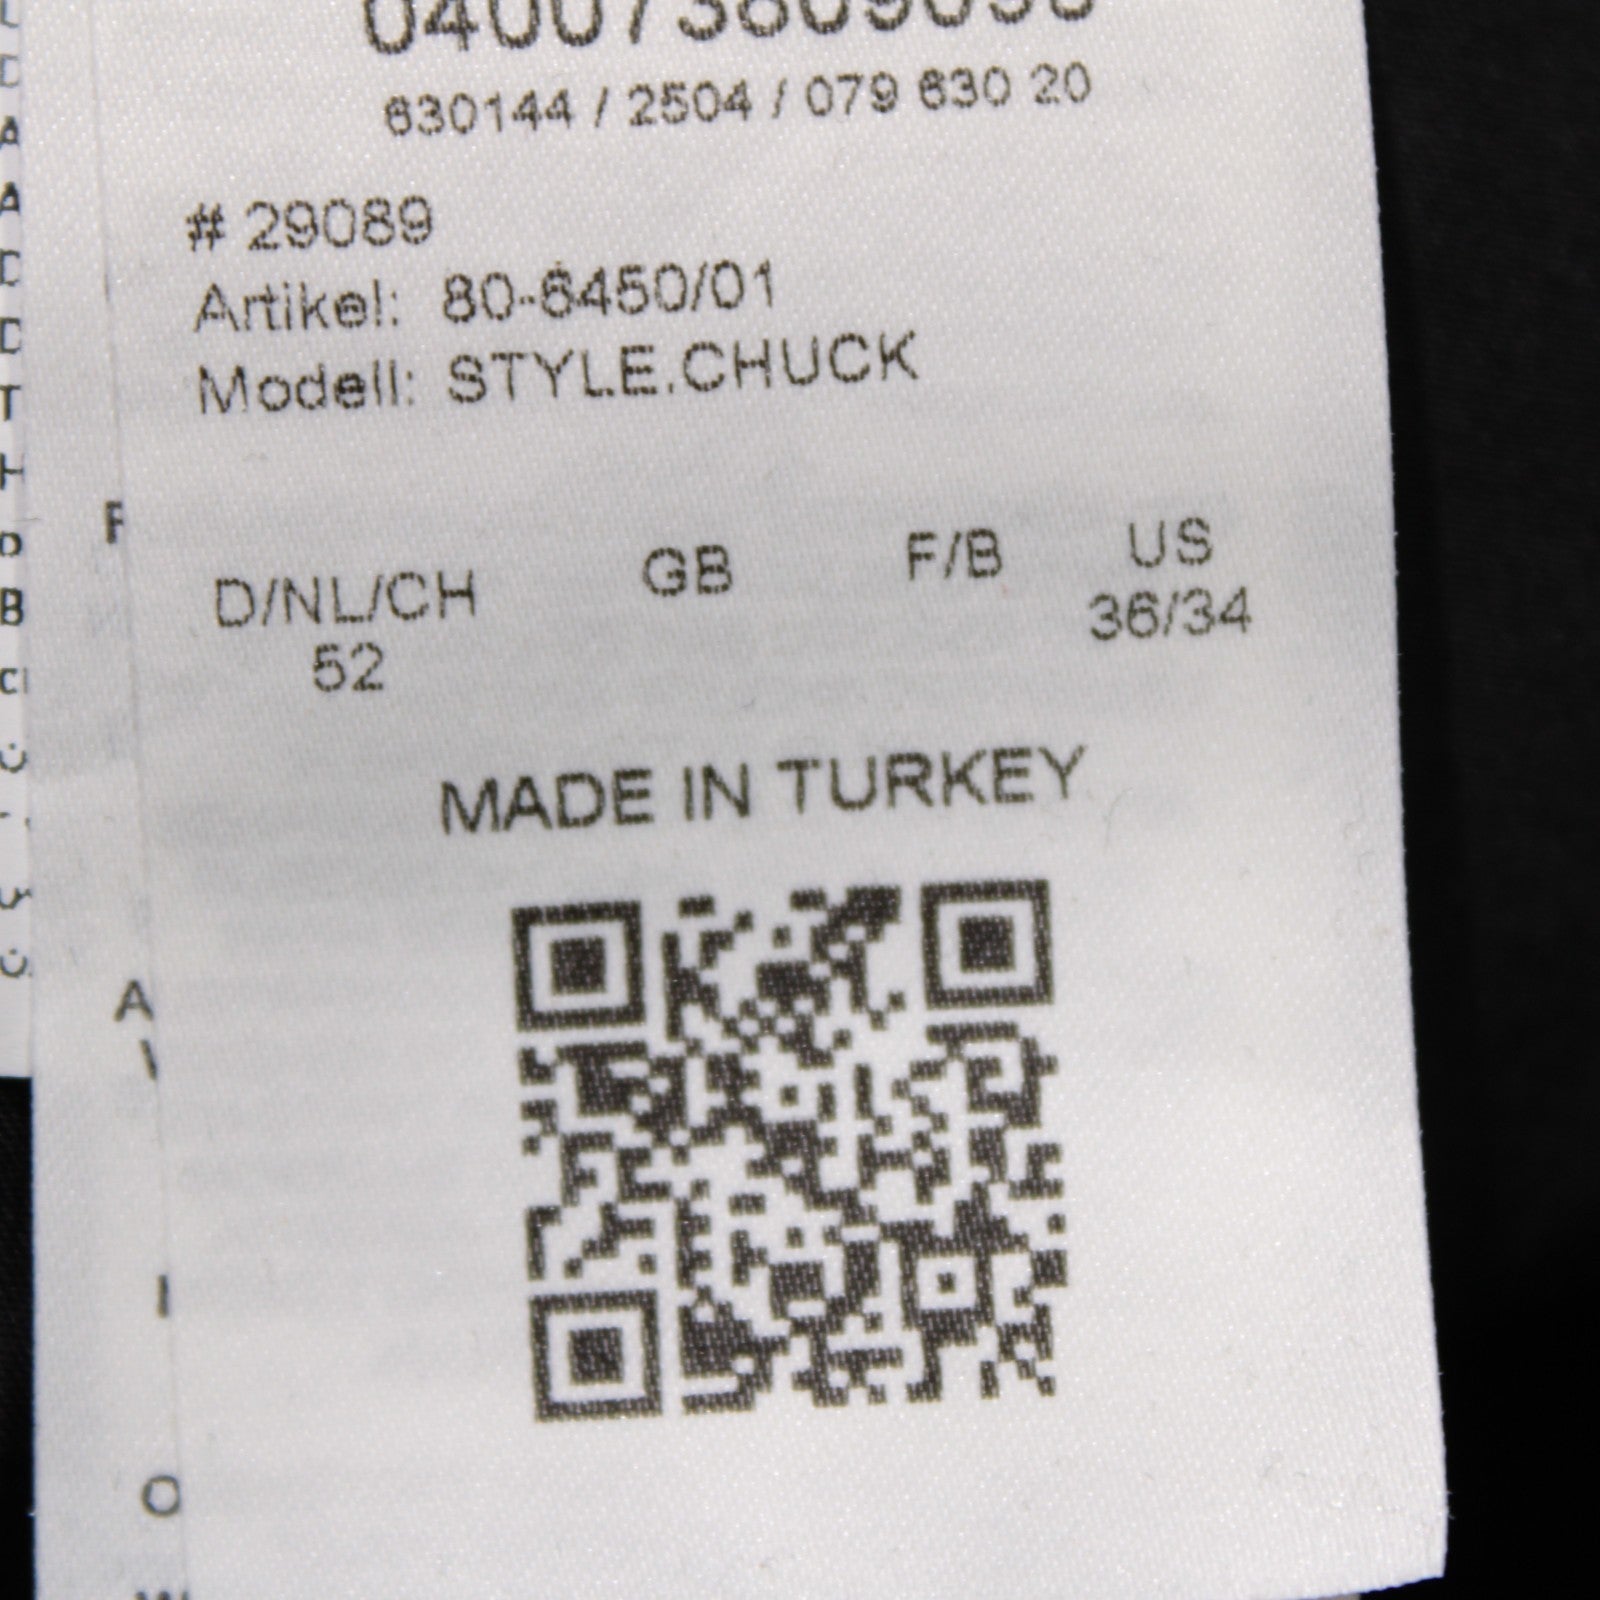 630144 / 2504 / 079 630 20
# 29089
Artikel: 80-6450/01
Modell: STYLE.CHUCK
D/NL/CH GB F/B US
52 36/34
MADE IN TURKEY